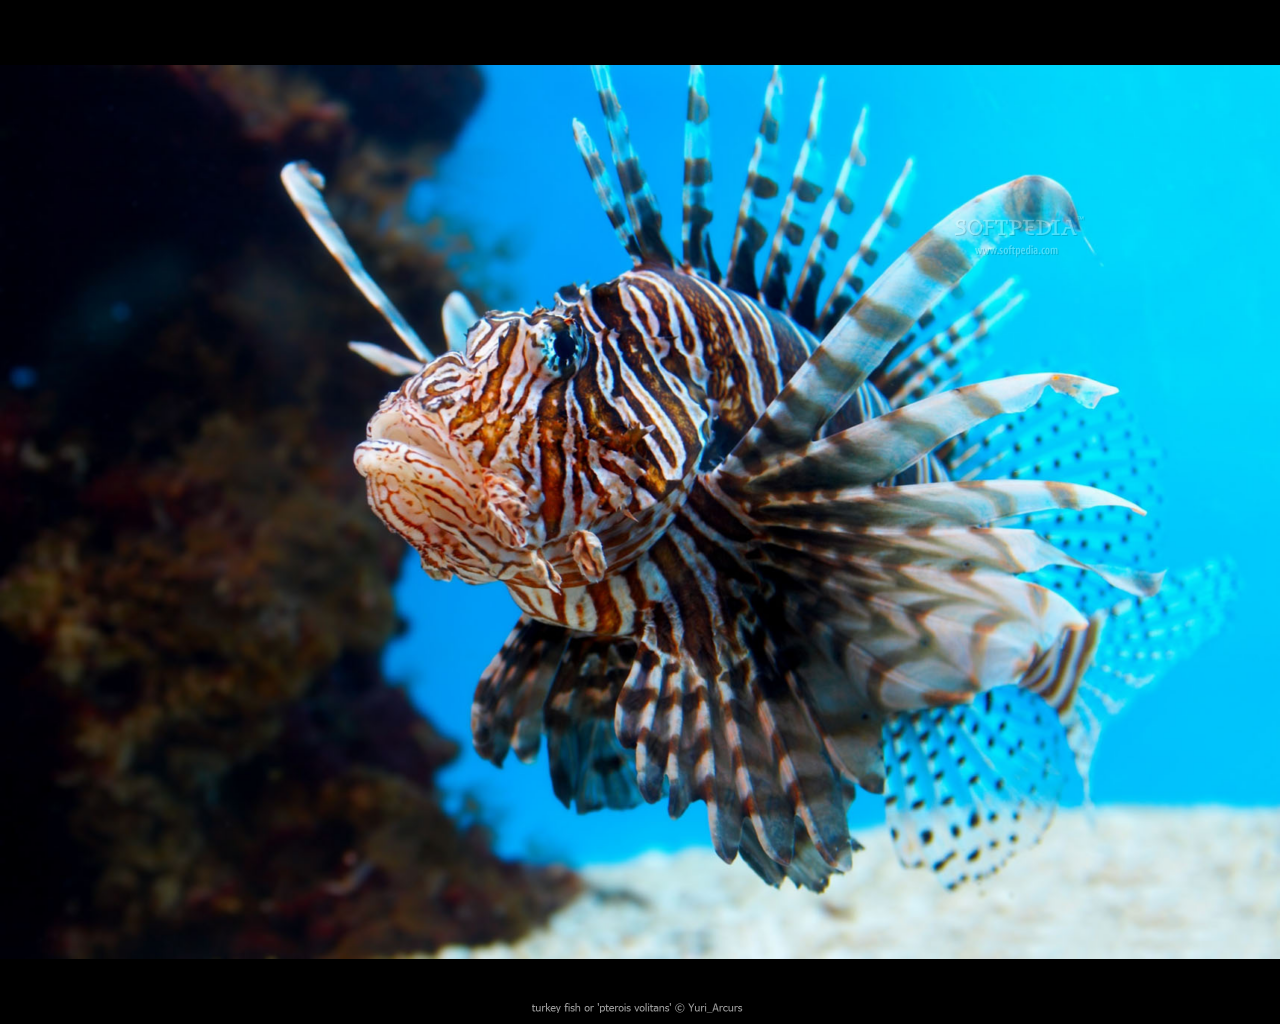 SOFTPEDIA
www.softpedia.com
turkey fish or 'pterois volitans' © Yuri_Arcurs